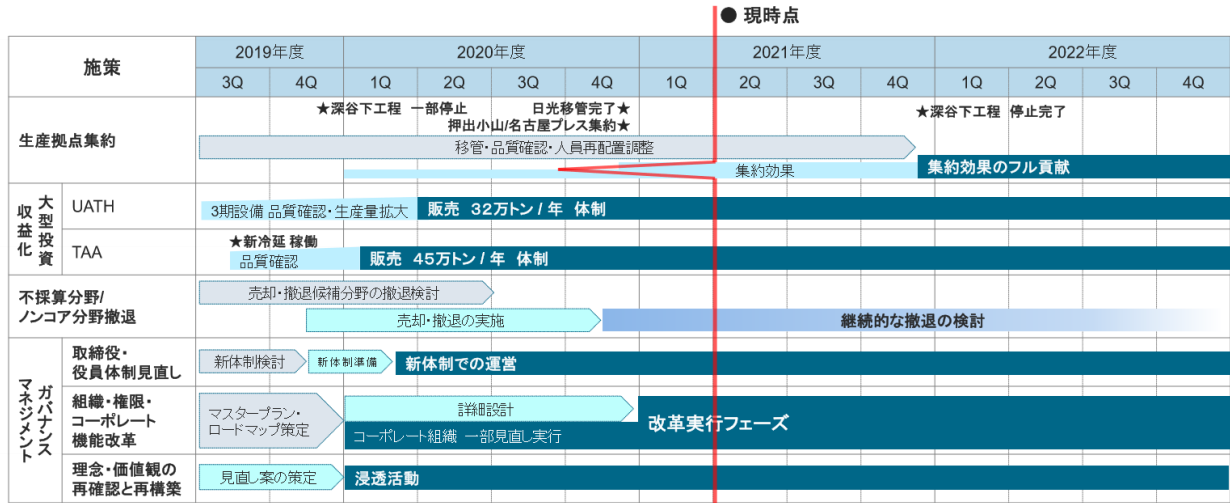 ● 現時点
施策
2019年度
2020年度
2021年度
2022年度
3Q
4Q
1Q
2Q
3Q
4Q
1Q
2Q
3Q
4Q
1Q
2Q
3Q
4Q
生産拠点集約
★深谷下工程 一部停止
日光移管完了★
押出小山/名古屋プレス集約★
★深谷下工程 停止完了
移管・品質確認・人員再配置調整
集約効果
集約効果のフル貢献
大型投資
収益化
UATH
3期設備 品質確認・生産量拡大
販売 32万トン / 年 体制
TAA
★新冷延 稼働
品質確認
販売 45万トン / 年 体制
不採算分野/
ノンコア分野撤退
売却・撤退候補分野の撤退検討
売却・撤退の実施
継続的な撤退の検討
ガバナンス
マネジメント
取締役・
役員体制見直し
新体制検討
新体制準備
新体制での運営
組織・権限・
コーポレート
機能改革
マスタープラン・
ロードマップ策定
詳細設計
コーポレート組織 一部見直し実行
改革実行フェーズ
理念・価値観の
再確認と再構築
見直し案の策定
浸透活動